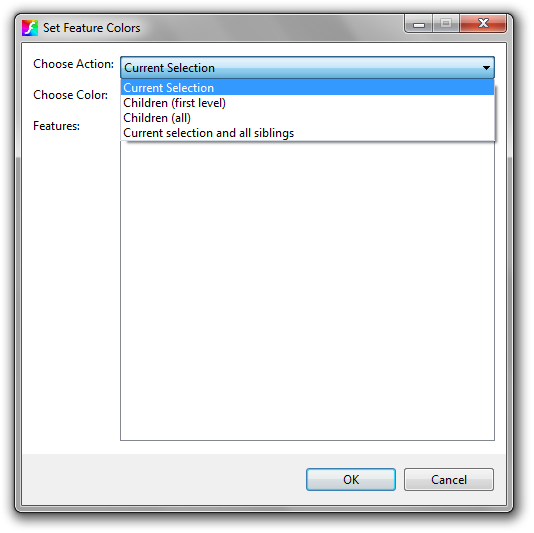 Set Feature Colors
Choose Action: Current Selection
Current Selection
Choose Color:
Children (first level)
Children (all)
Features:
Current selection and all siblings
OK Cancel